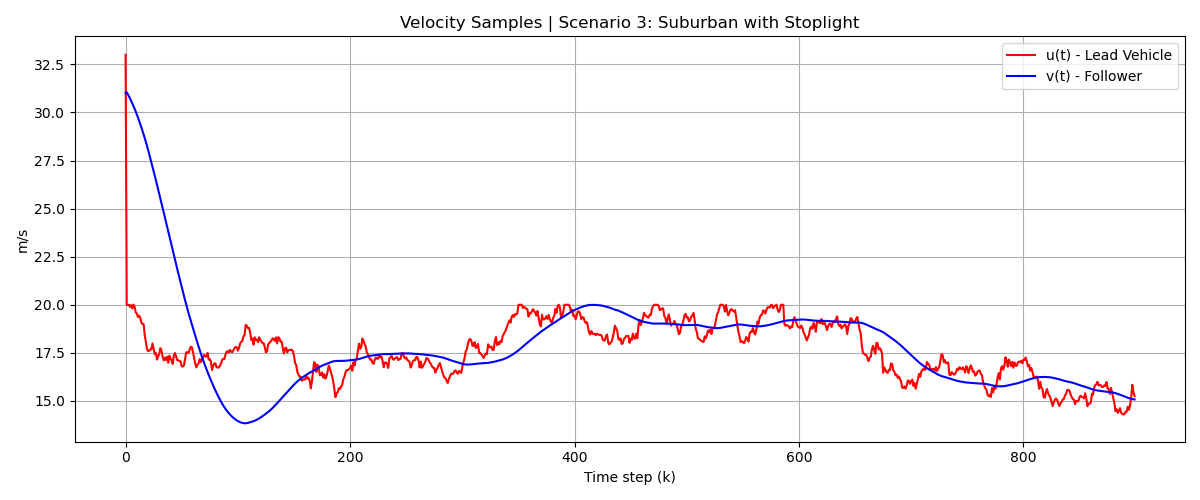 Velocity Samples | Scenario 3: Suburban with Stoplight
u(t) - Lead Vehicle
v(t) - Follower
m/s
32.5
30.0
27.5
25.0
22.5
20.0
17.5
15.0
0 200 400 600 800
Time step (k)